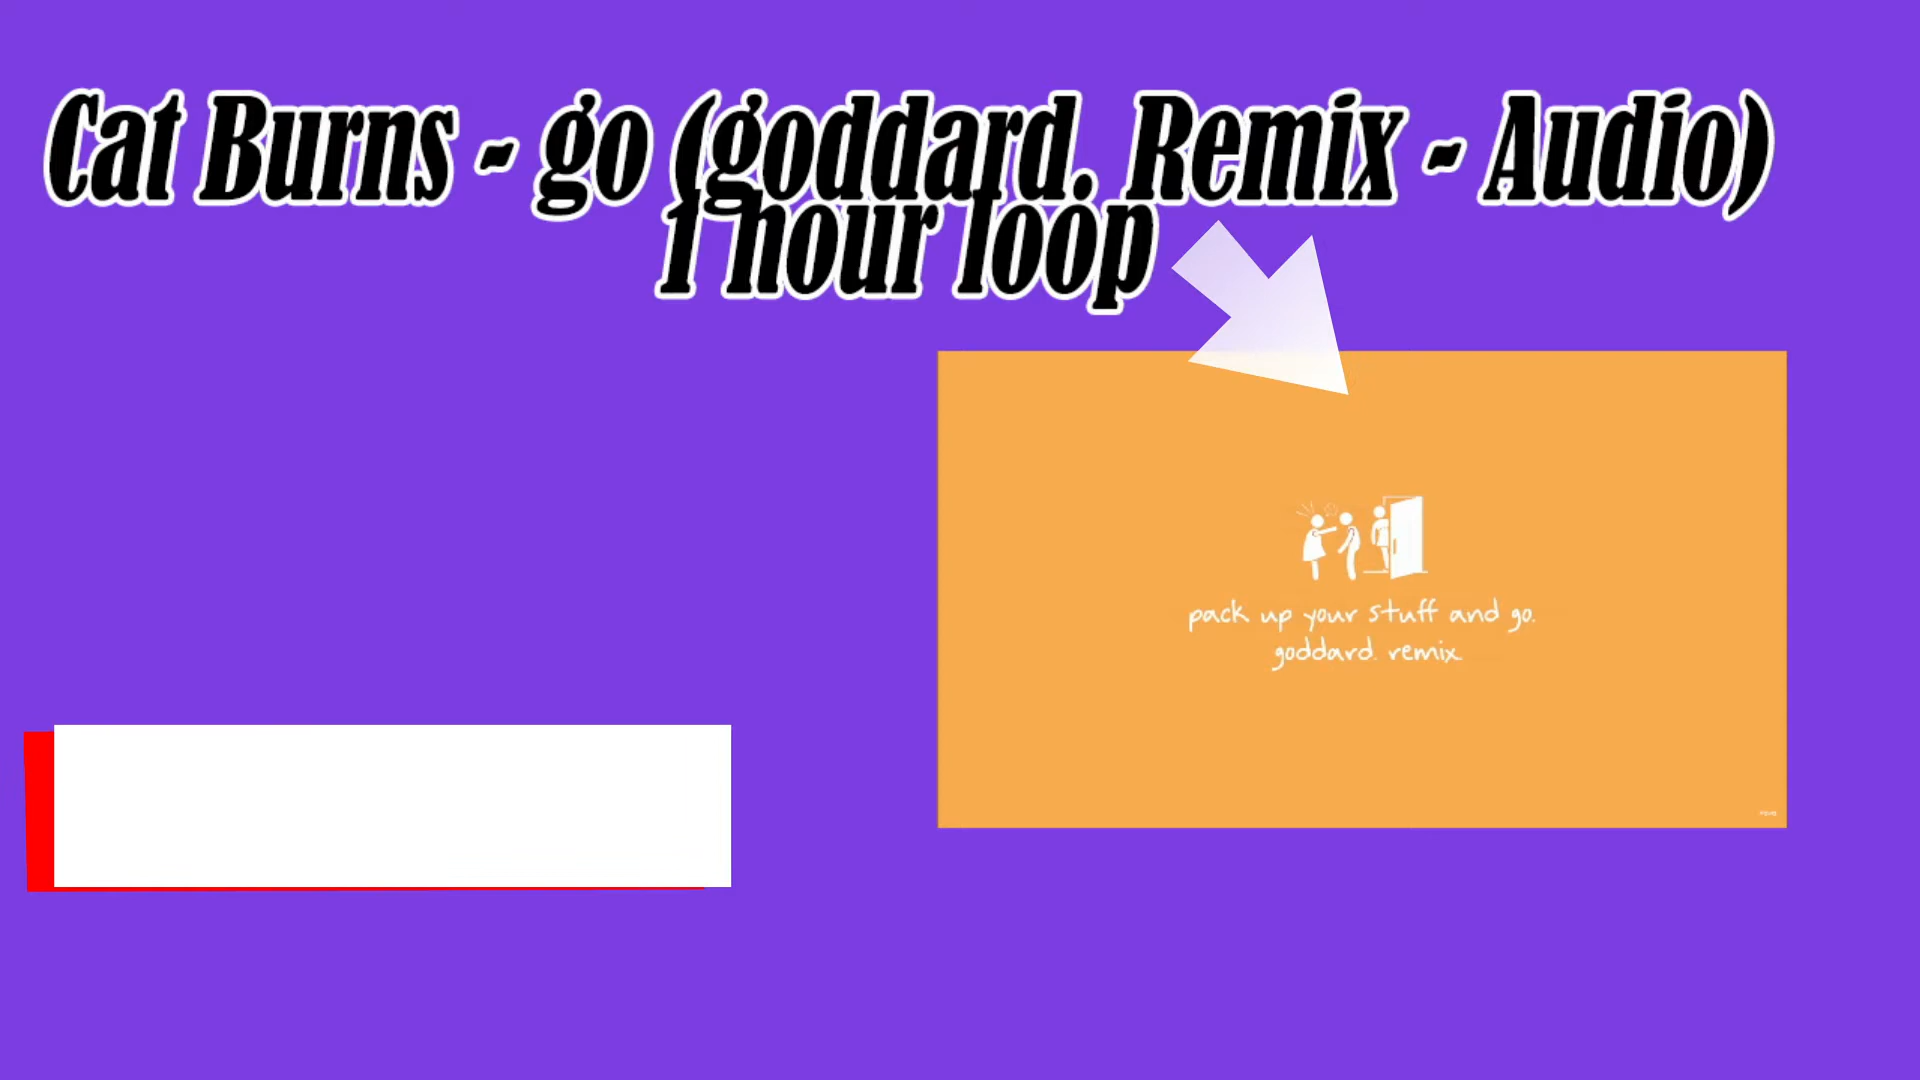 Cat Burns - go (goddard. Remix - Audio)
1 hour loop
pack up your stuff and go.
goddard. remix